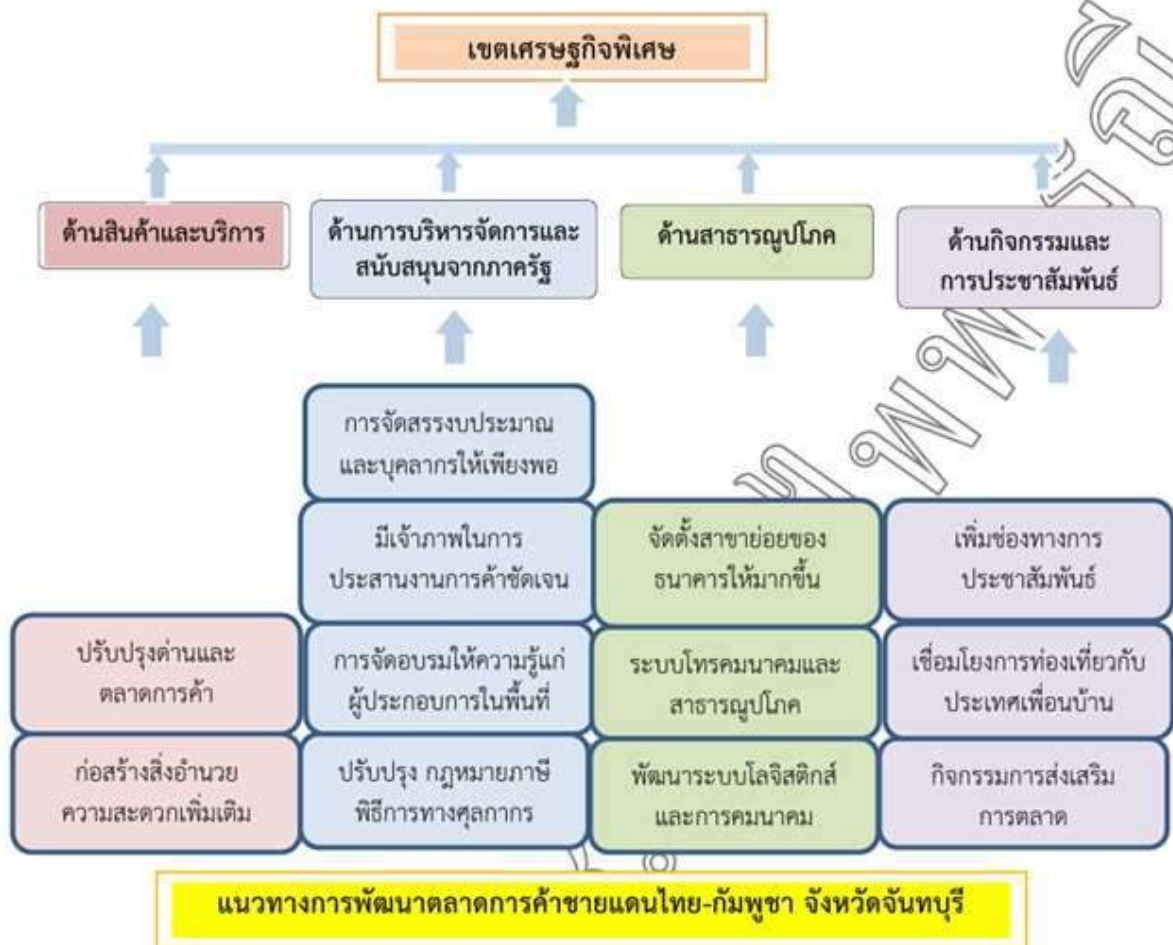 เขตเศรษฐกิจพิเศษ
ด้านสินค้าและบริการ
ด้านการบริหารจัดการและ
สนับสนุนจากภาครัฐ
ด้านสาธารณูปโภค
ด้านกิจกรรมและ
การประชาสัมพันธ์
การจัดสรรงบประมาณ
และบุคลากรให้เพียงพอ
มีเจ้าภาพในการ
ประสานงานการค้าชัดเจน
จัดตั้งสาขาย่อยของ
ธนาคารให้มากขึ้น
เพิ่มช่องทางการ
ประชาสัมพันธ์
ปรับปรุงด่านและ
ตลาดการค้า
การจัดอบรมให้ความรู้แก่
ผู้ประกอบการในพื้นที่
ระบบโทรคมนาคมและ
สาธารณูปโภค
เชื่อมโยงการท่องเที่ยวกับ
ประเทศเพื่อนบ้าน
ก่อสร้างสิ่งอำนวย
ความสะดวกเพิ่มเติม
ปรับปรุง กฎหมายภาษี
พิธีการทางศุลกากร
พัฒนาระบบโลจิสติกส์
และการคมนาคม
กิจกรรมการส่งเสริม
การตลาด
แนวทางการพัฒนาตลาดการค้าชายแดนไทย-กัมพูชา จังหวัดจันทบุรี